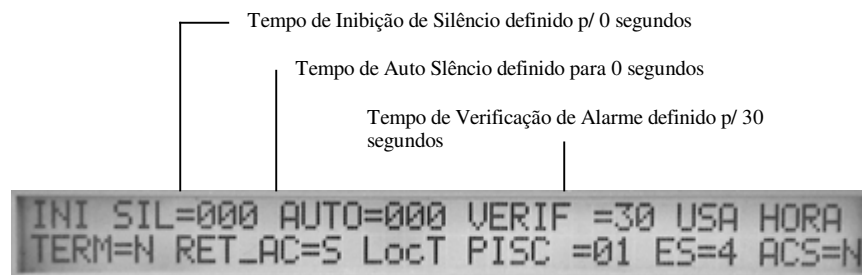 Tempo de Inibição de Silêncio definido p/ 0 segundos
Tempo de Auto Slêncio definido para 0 segundos
Tempo de Verificação de Alarme definido p/ 30
segundos
INI SIL=000 AUTO=000 VERIF =30 USA HORA
TERM=N RET_AC=S LocT PISC =01 ES=4 ACS=N